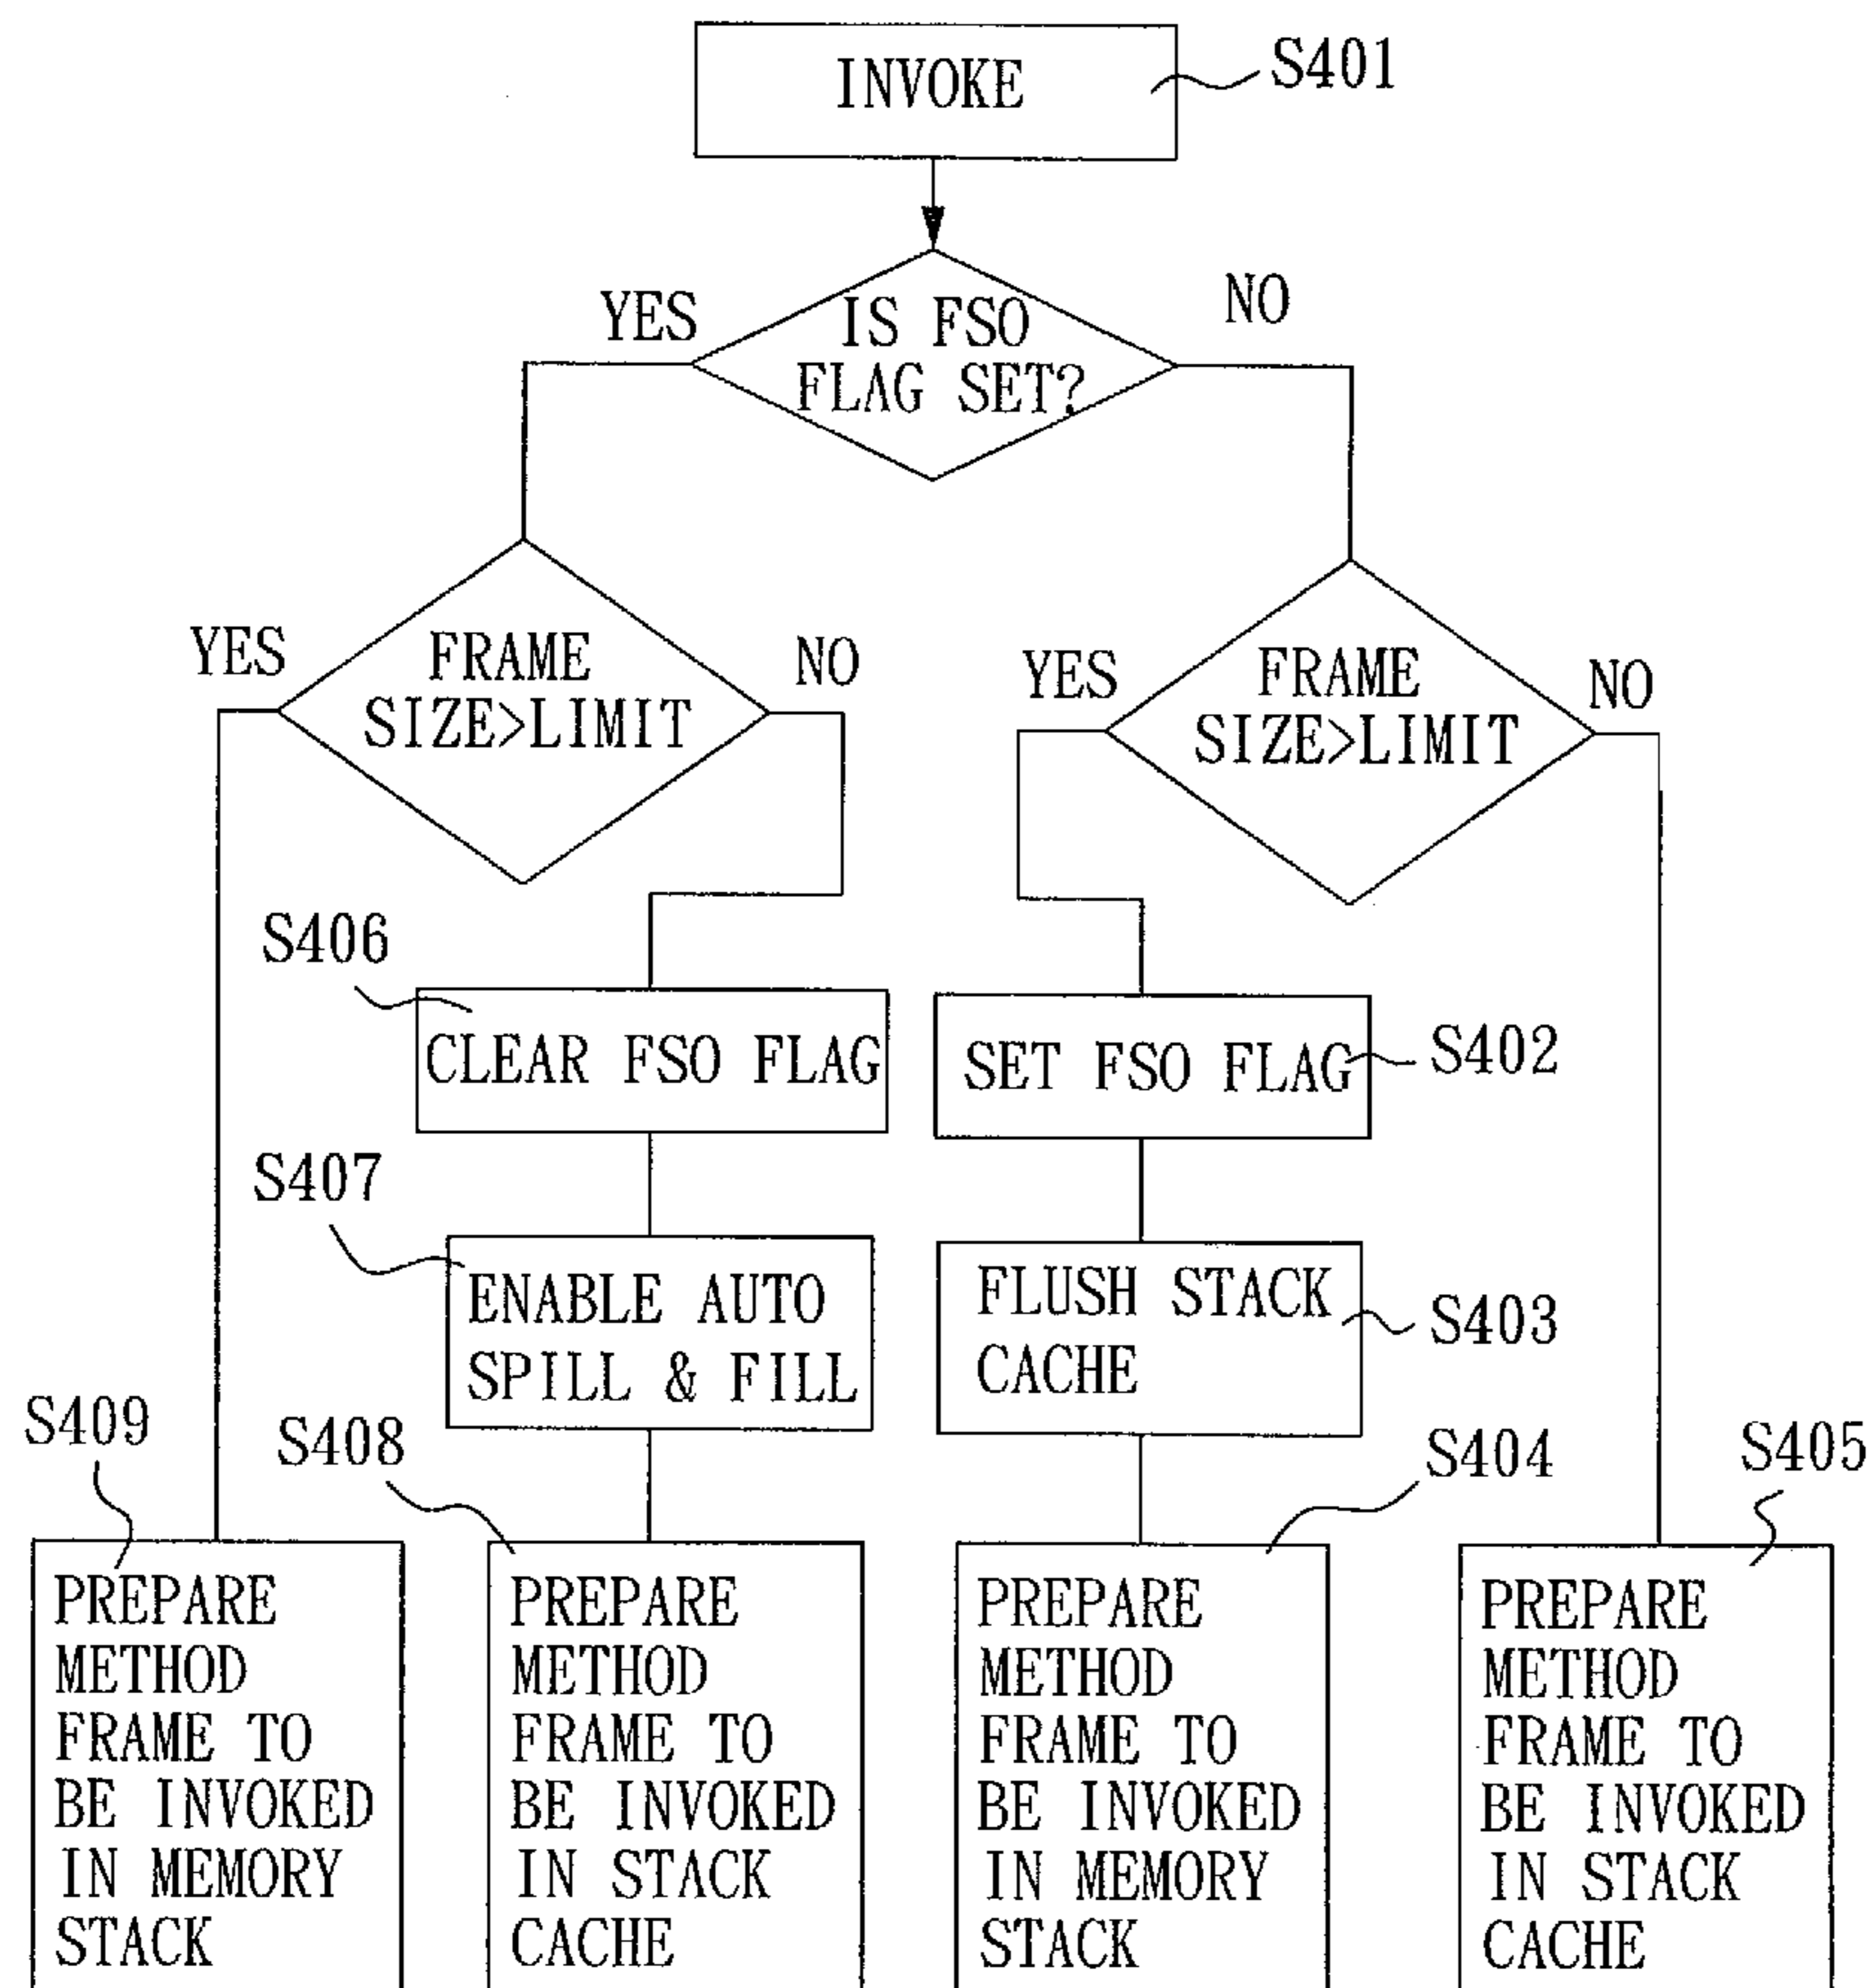 INVOKE
S401
YES
IS FSO
FLAG SET?
NO
YES
FRAME
SIZE>LIMIT
NO
YES
FRAME
SIZE>LIMIT
NO
S406
CLEAR FSO FLAG
SET FSO FLAG
S402
S407
ENABLE AUTO
SPILL & FILL
FLUSH STACK
CACHE
S403
S409
S408
S404
S405
PREPARE
METHOD
FRAME TO
BE INVOKED
IN MEMORY
STACK
PREPARE
METHOD
FRAME TO
BE INVOKED
IN STACK
CACHE
PREPARE
METHOD
FRAME TO
BE INVOKED
IN MEMORY
STACK
PREPARE
METHOD
FRAME TO
BE INVOKED
IN STACK
CACHE